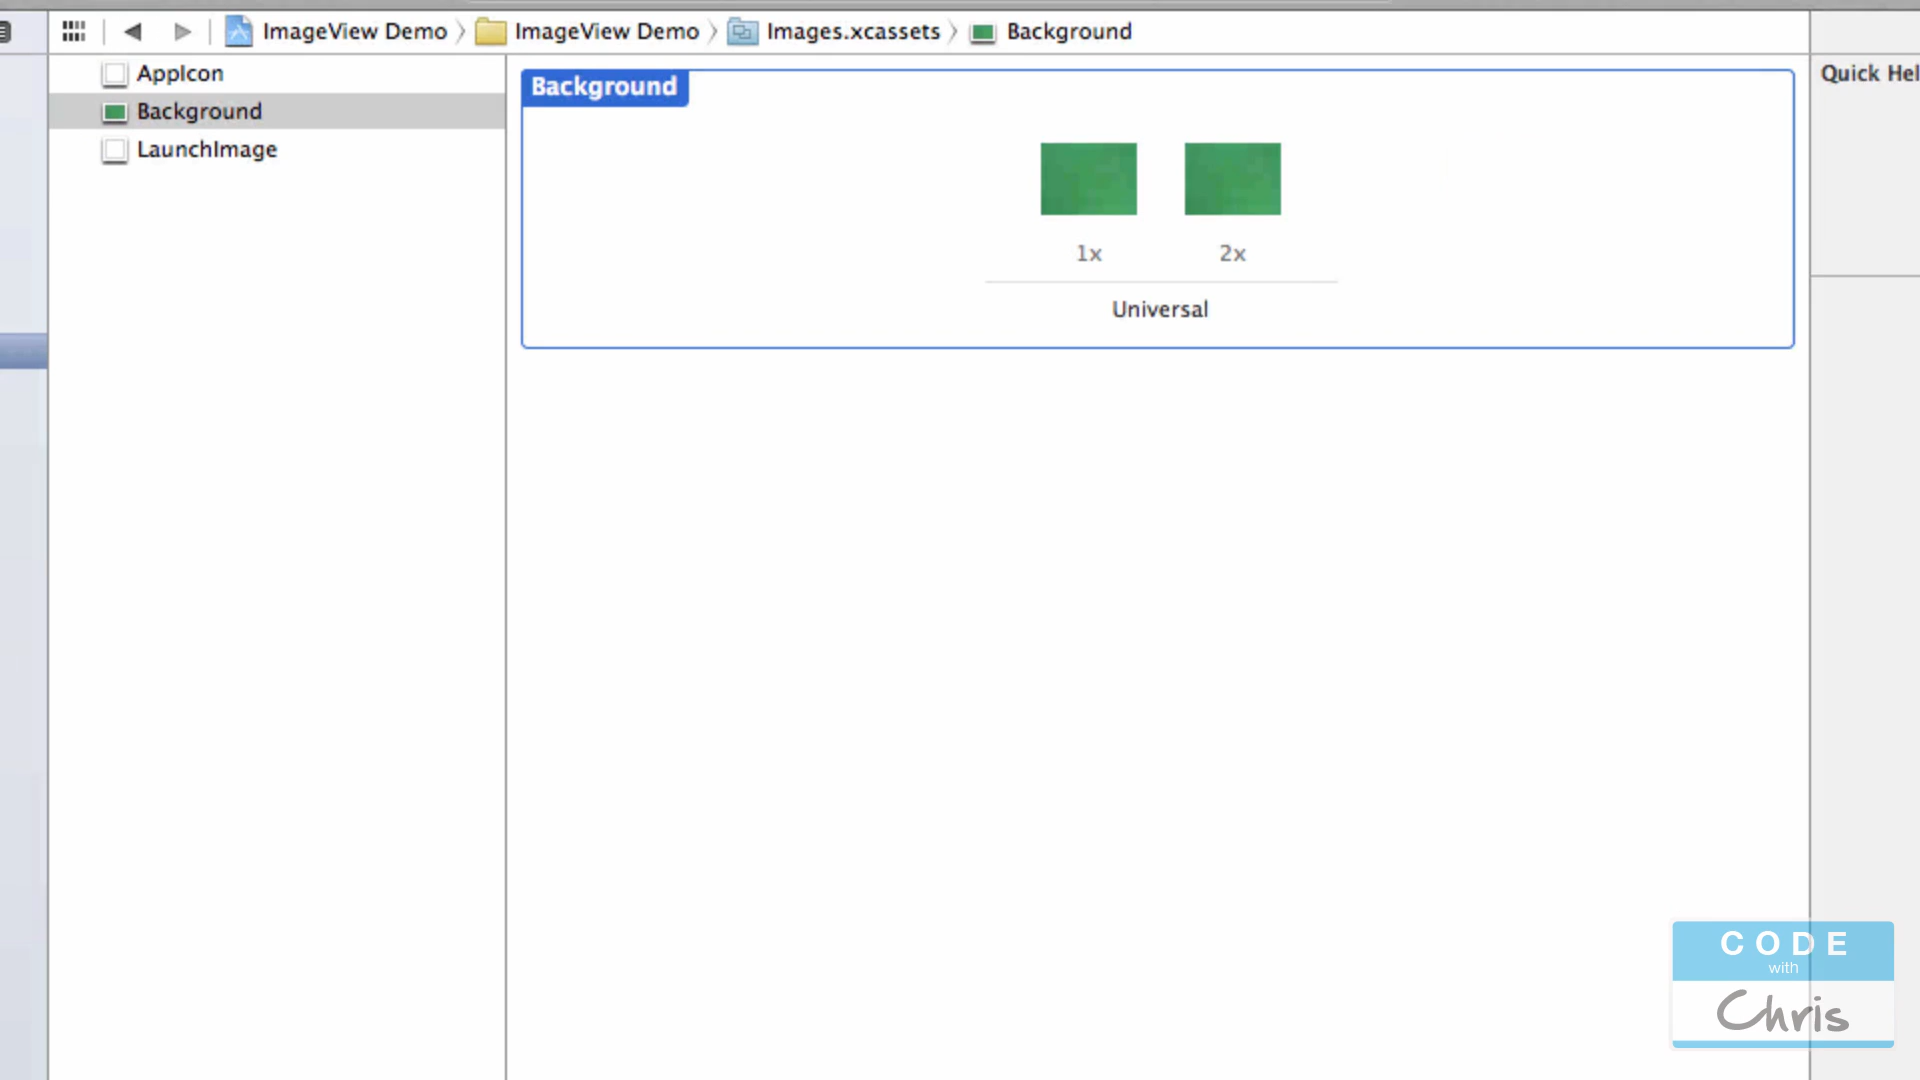 ImageView Demo ImageView Demo Images.xcassets Background
AppIcon
Background
LaunchImage
Background
1x 2x
Universal
Quick Hel
CODE
with
Chris